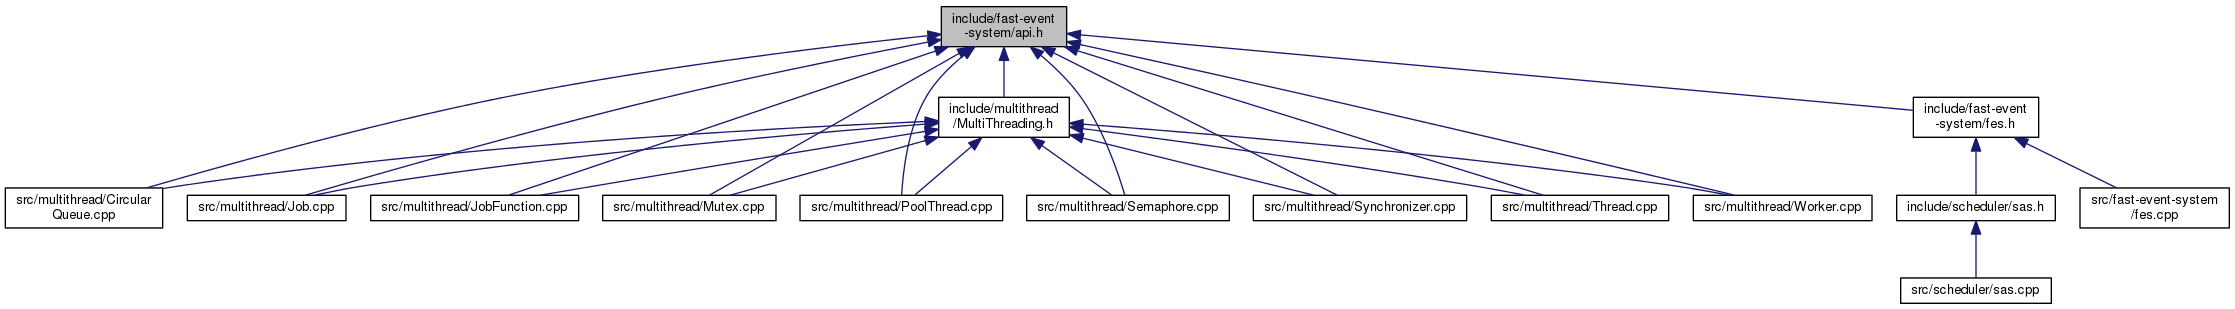 include/fast-event
-system/api.h
include/multithread
/MultiThreading.h
include/fast-event
-system/fes.h
src/multithread/Circular
Queue.cpp
src/multithread/Job.cpp
src/multithread/JobFunction.cpp
src/multithread/Mutex.cpp
src/multithread/PoolThread.cpp
src/multithread/Semaphore.cpp
src/multithread/Synchronizer.cpp
src/multithread/Thread.cpp
src/multithread/Worker.cpp
include/scheduler/sas.h
src/fast-event-system
/fes.cpp
src/scheduler/sas.cpp